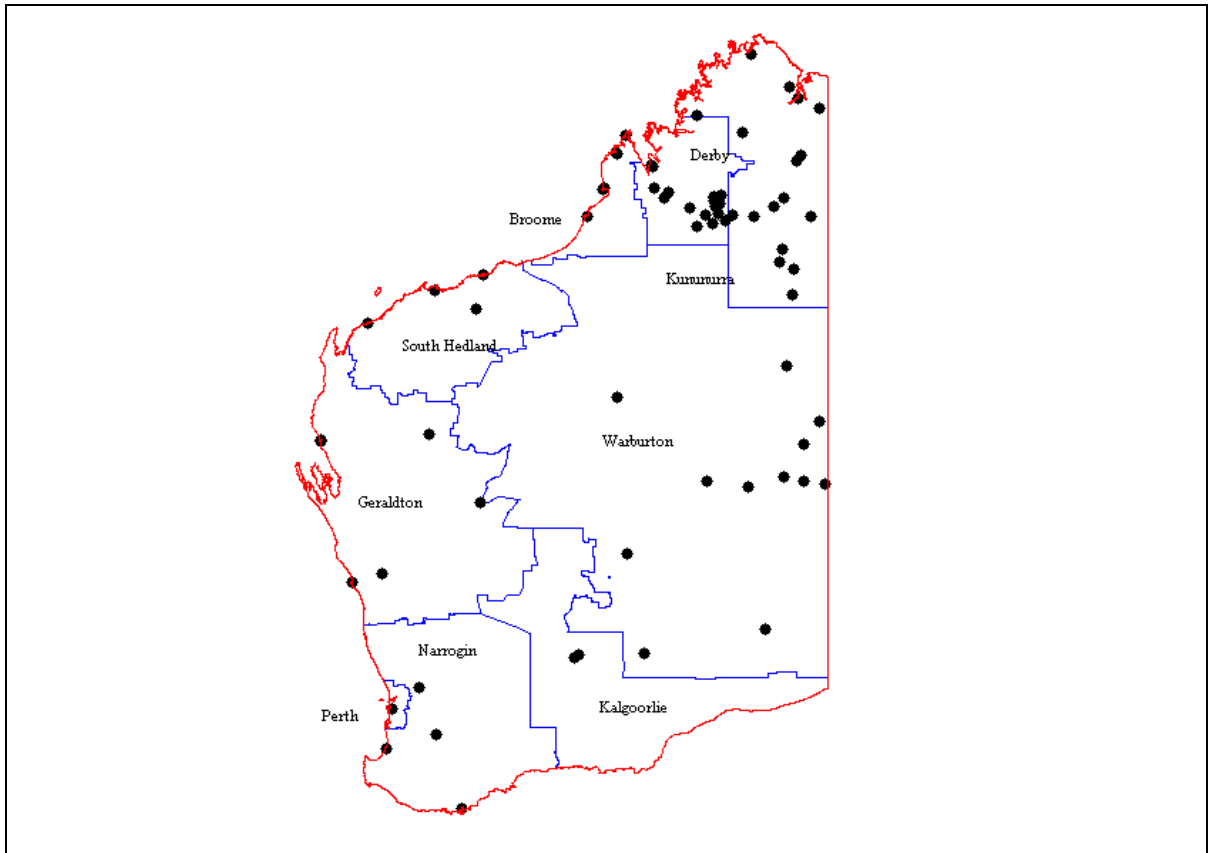 Derby
Broome
Kununurra
South Hedland
Warburton
Geraldton
Narrogin
Kalgoorlie
Perth